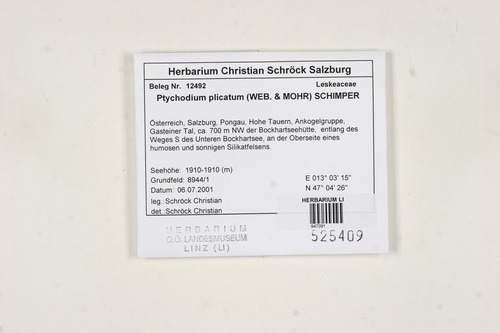 Herbarium Christian Schröck Salzburg
Beleg Nr. 12492 Leskeaceae
Ptychodium plicatum (WEB. & MOHR) SCHIMPER
Österreich, Salzburg, Pongau, Hohe Tauern, Ankogelgruppe,
Gasteiner Tal, ca. 700 m NW der Bockhartseehütte, entlang des
Weges S des Unteren Bockhartsee, an der Oberseite eines
humosen und sonnigen Silikatfelsens.
Seehöhe: 1910-1910 (m) E 013° 03' 15"
Grundfeld: 8944/1 N 47° 04' 26"
Datum: 06.07.2001
leg.:Schröck Christian
det.:Schröck Christian
HERBARIUM LI
HERBARIUM
O.Ö. LANDESMUSEUM
LINZ (LI)
525409